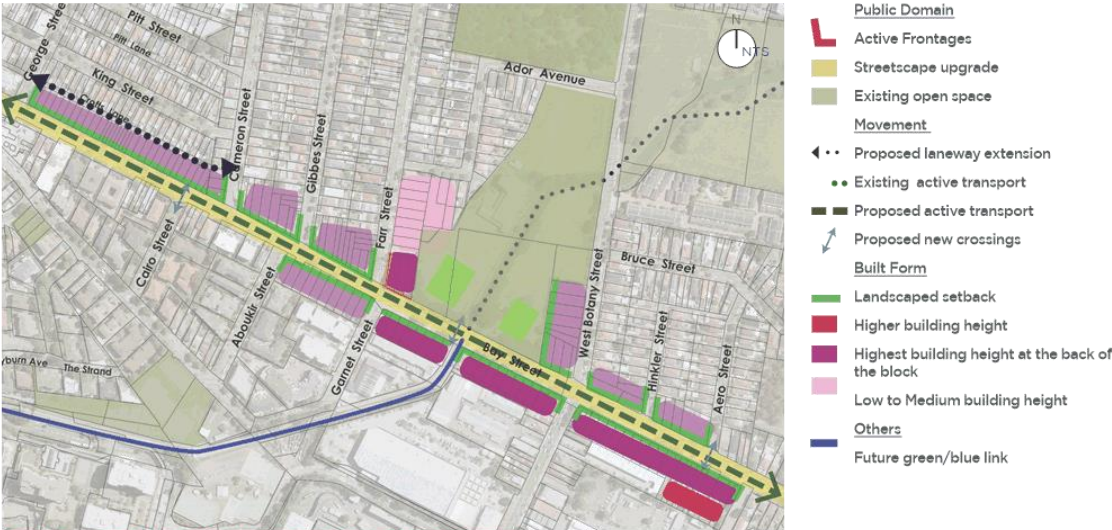 George Street
Pitt Street
Pitt Lane
King Street
Crofts Lane
Cameron Street
Gibbes Street
Farr Street
Ador Avenue
N
NTS
Cairo Street
Aboukir Street
Garnet Street
Bay Street
West Botany Street
Bruce Street
Hinkler Street
Aero Street
yburn Ave
The Strand
Public Domain
Active Frontages
Streetscape upgrade
Existing open space
Movement
Proposed laneway extension
Existing active transport
Proposed active transport
Proposed new crossings
Built Form
Landscaped setback
Higher building height
Highest building height at the back of
the block
Low to Medium building height
Others
Future green/blue link